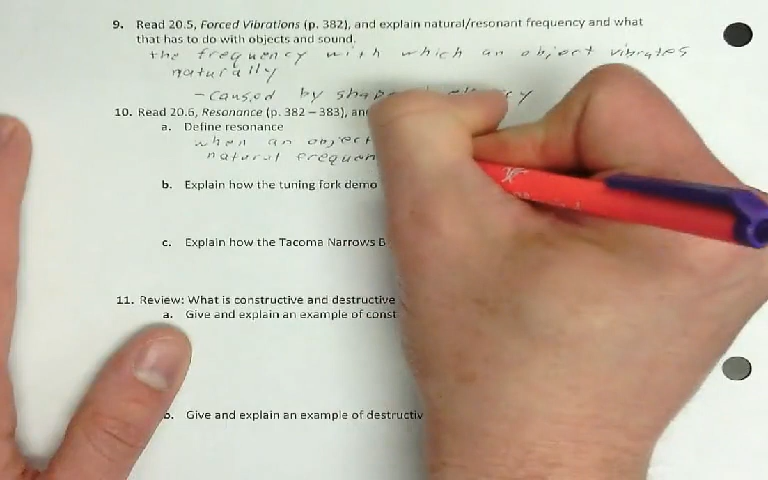 9. Read 20.5, Forced Vibrations (p. 382), and explain natural/resonant frequency and what
that has to do with objects and sound.
the frequency with which an object vibrates
naturally
- caused by
10. Read 20.6, Resonance (p. 382 – 383), an
a. Define resonance
when an object
natural frequen
b. Explain how the tuning fork demo
c. Explain how the Tacoma Narrows B
11. Review: What is constructive and destructive
a. Give and explain an example of const
b. Give and explain an example of destructiv